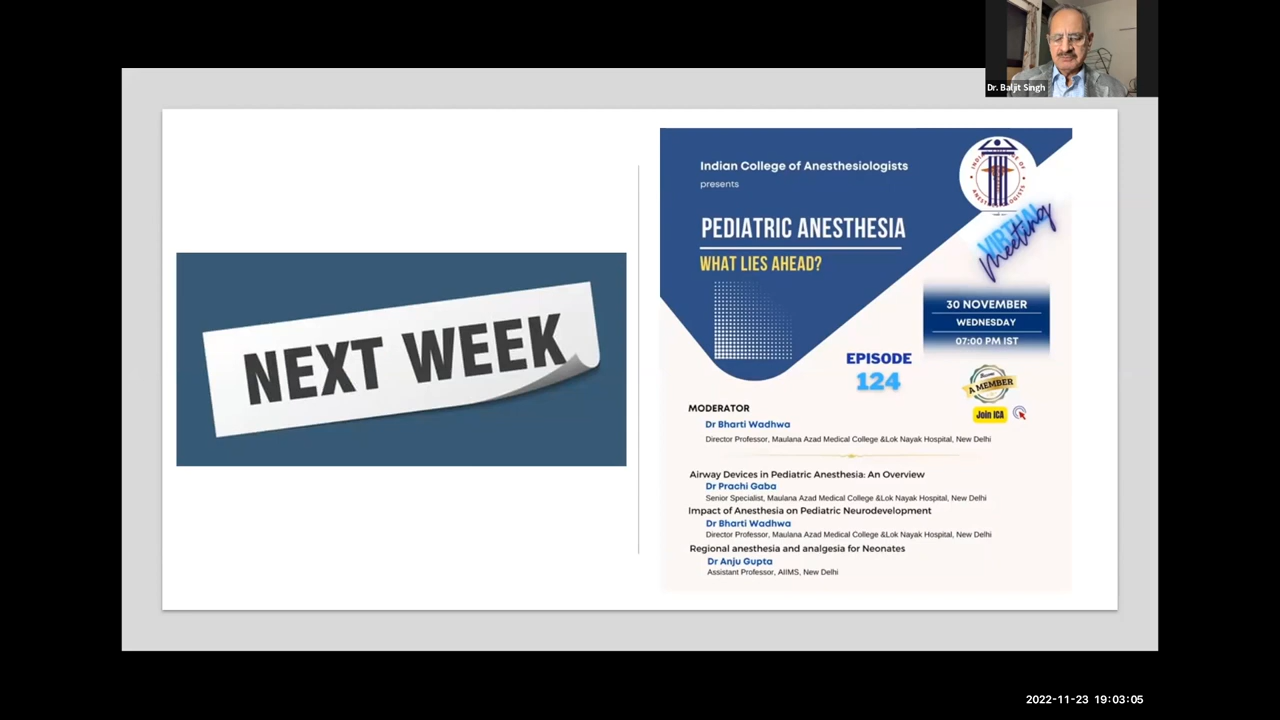 Dr. Baljit Singh
NEXT WEEK
Indian College of Anesthesiologists
presents
PEDIATRIC ANESTHESIA
WHAT LIES AHEAD?
INDIAN COLLEGE OF
ANESTHESIOLOGISTS
VIRTUAL
Meeting
30 NOVEMBER
WEDNESDAY
07:00 PM IST
EPISODE
124
Become
A MEMBER
Join ICA
MODERATOR
Dr Bharti Wadhwa
Director Professor, Maulana Azad Medical College &Lok Nayak Hospital, New Delhi
Airway Devices in Pediatric Anesthesia: An Overview
Dr Prachi Gaba
Senior Specialist, Maulana Azad Medical College &Lok Nayak Hospital, New Delhi
Impact of Anesthesia on Pediatric Neurodevelopment
Dr Bharti Wadhwa
Director Professor, Maulana Azad Medical College &Lok Nayak Hospital, New Delhi
Regional anesthesia and analgesia for Neonates
Dr Anju Gupta
Assistant Professor, AIIMS, New Delhi
2022-11-23 19:03:05